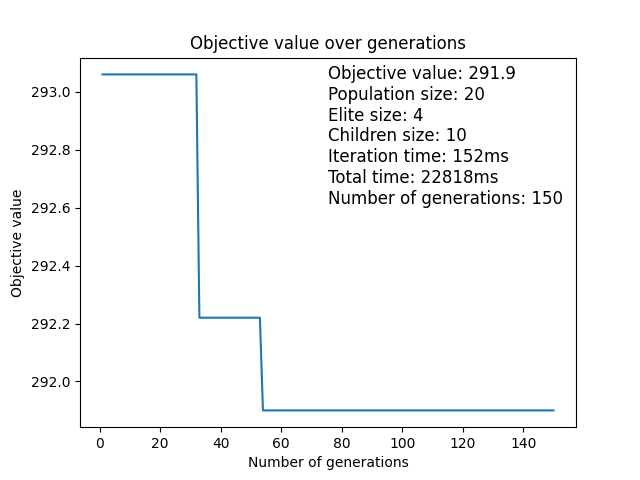 Objective value over generations
Objective value: 291.9
Population size: 20
Elite size: 4
Children size: 10
Iteration time: 152ms
Total time: 22818ms
Number of generations: 150
Objective value
293.0
292.8
292.6
292.4
292.2
292.0
0 20 40 60 80 100 120 140
Number of generations